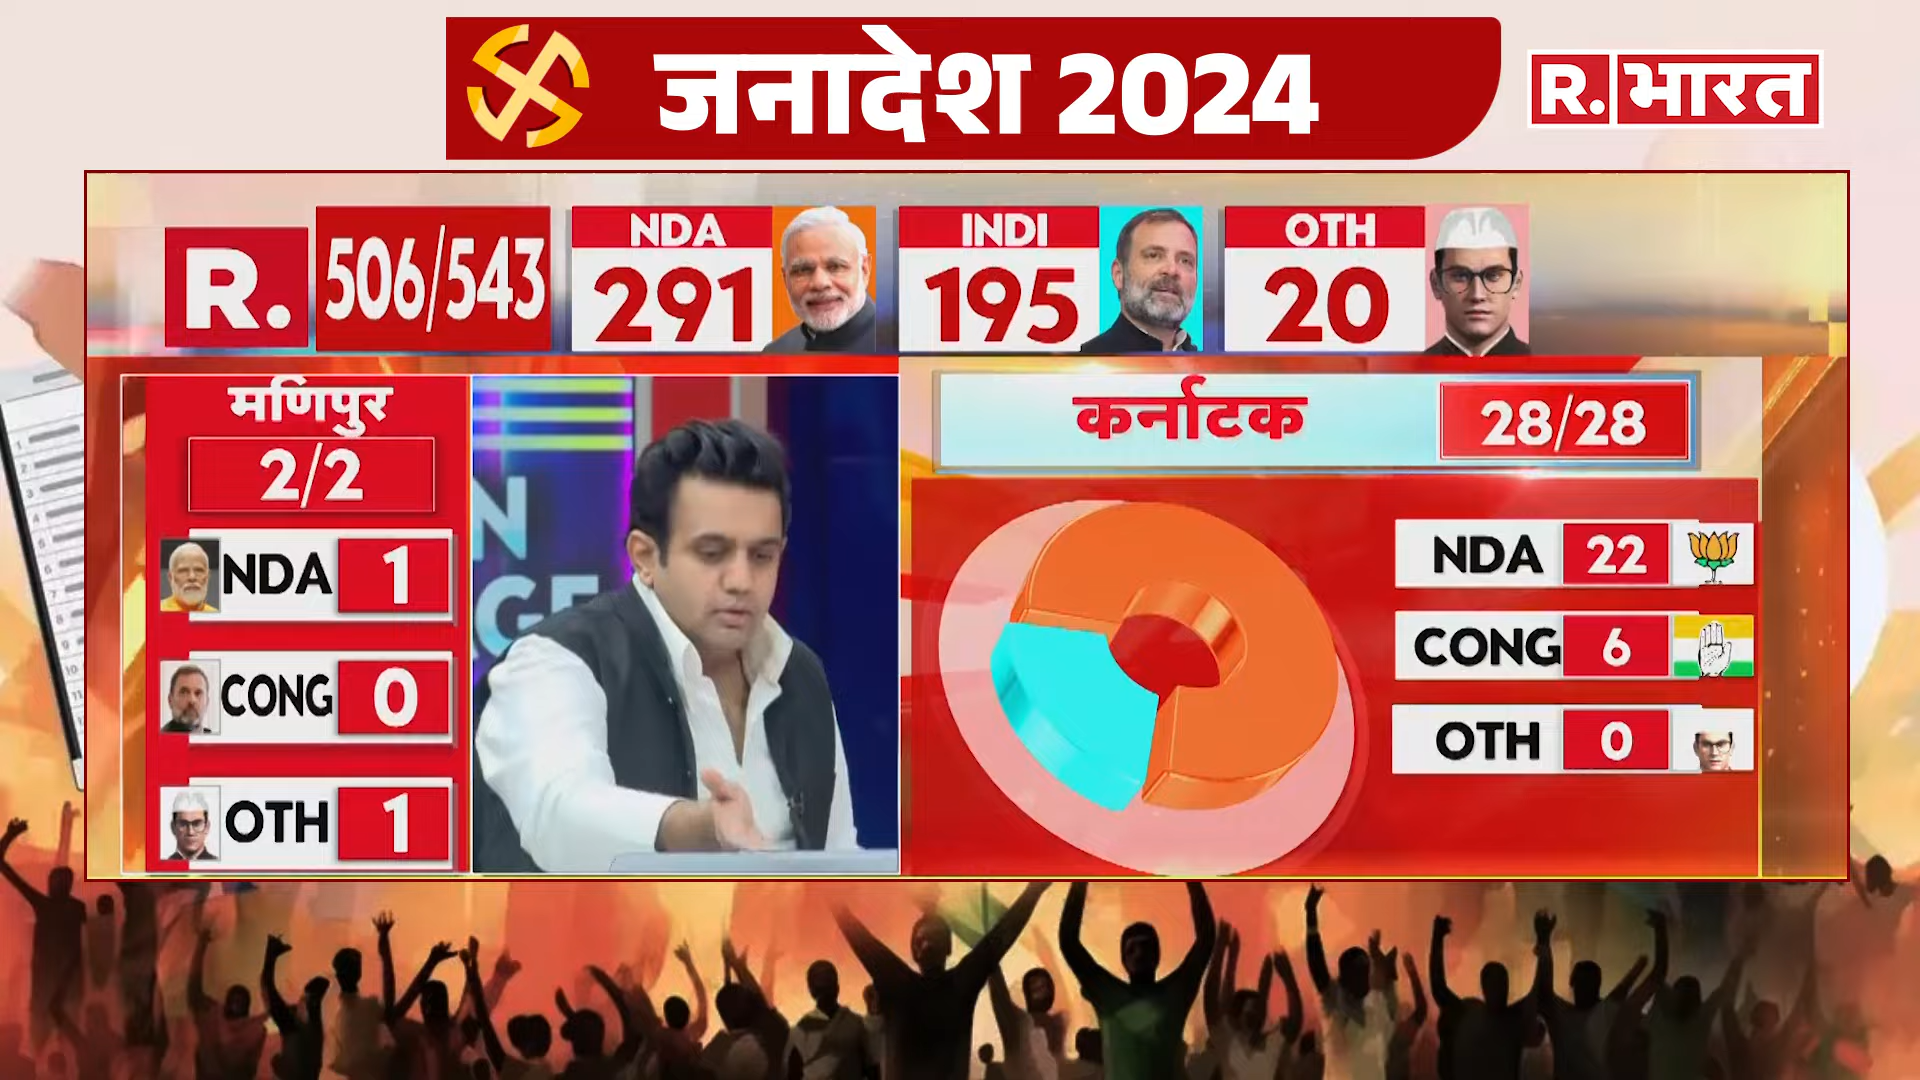 जनादेश 2024
R. भारत
R. 506/543
NDA
291
INDI
195
OTH
20
मणिपुर
2/2
NDA 1
CONG 0
OTH 1
N
GE
कर्नाटक 28/28
NDA 22
CONG 6
OTH 0